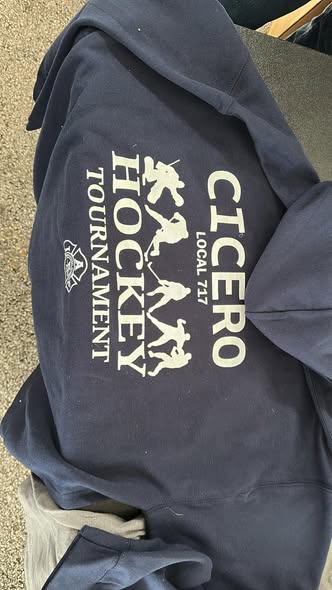 CICERO
LOCAL 717
HOCKEY
TOURNAMENT